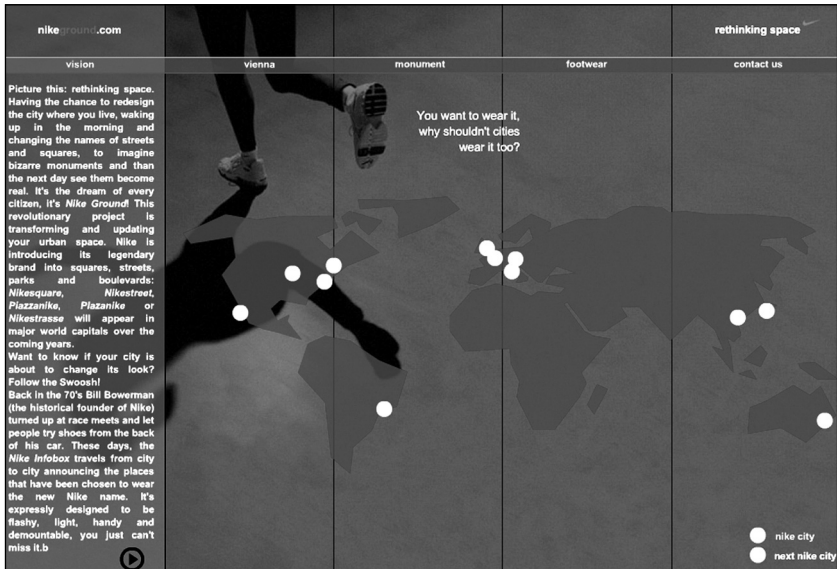 nikeground.com
rethinking space
vision
vienna
monument
footwear
contact us
Picture this: rethinking space.
Having the chance to redesign
the city where you live, waking
up in the morning and
changing the names of streets
and squares, to imagine
bizarre monuments and than
the next day see them become
real. It's the dream of every
citizen, it's Nike Ground! This
revolutionary project is
transforming and updating
your urban space. Nike is
introducing its legendary
brand into squares, streets,
parks and boulevards:
Nikesquare, Nikestreet,
Piazzanike, Plazanike or
Nikestrasse will appear in
major world capitals over the
coming years.
Want to know if your city is
about to change its look?
Follow the Swoosh!
Back in the 70's Bill Bowerman
(the historical founder of Nike)
turned up at race meets and let
people try shoes from the back
of his car. These days, the
Nike Infobox travels from city
to city announcing the places
that have been chosen to wear
the new Nike name. It's
expressly designed to be
flashy, light, handy and
demountable, you just can't
miss it.b
You want to wear it,
why shouldn't cities
wear it too?
nike city
next nike city